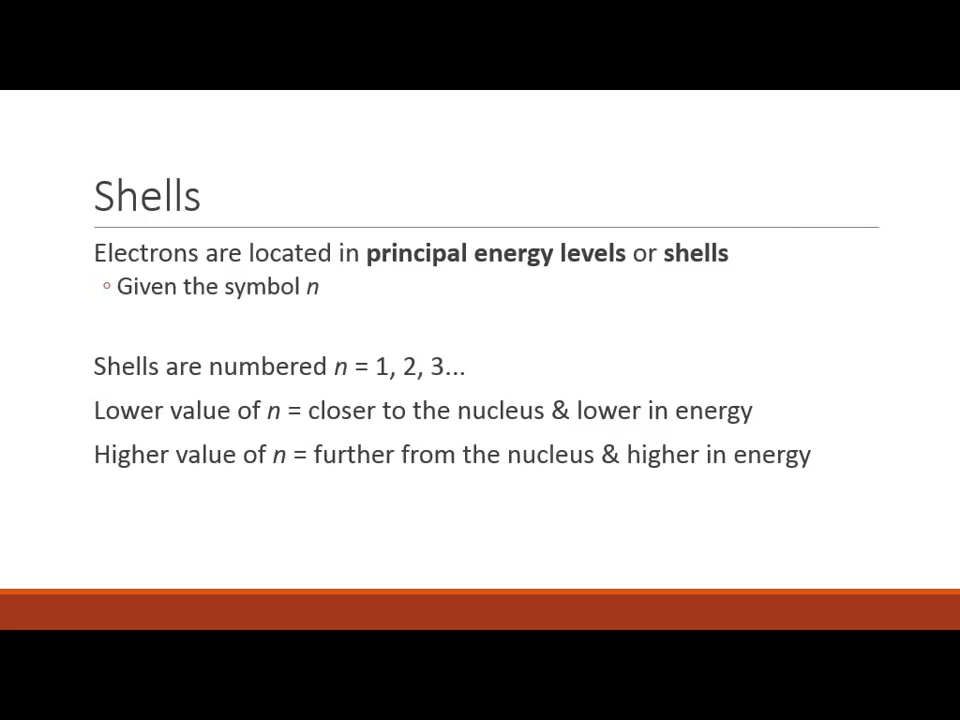 Shells
Electrons are located in principal energy levels or shells
◦ Given the symbol n
Shells are numbered n = 1, 2, 3...
Lower value of n = closer to the nucleus & lower in energy
Higher value of n = further from the nucleus & higher in energy